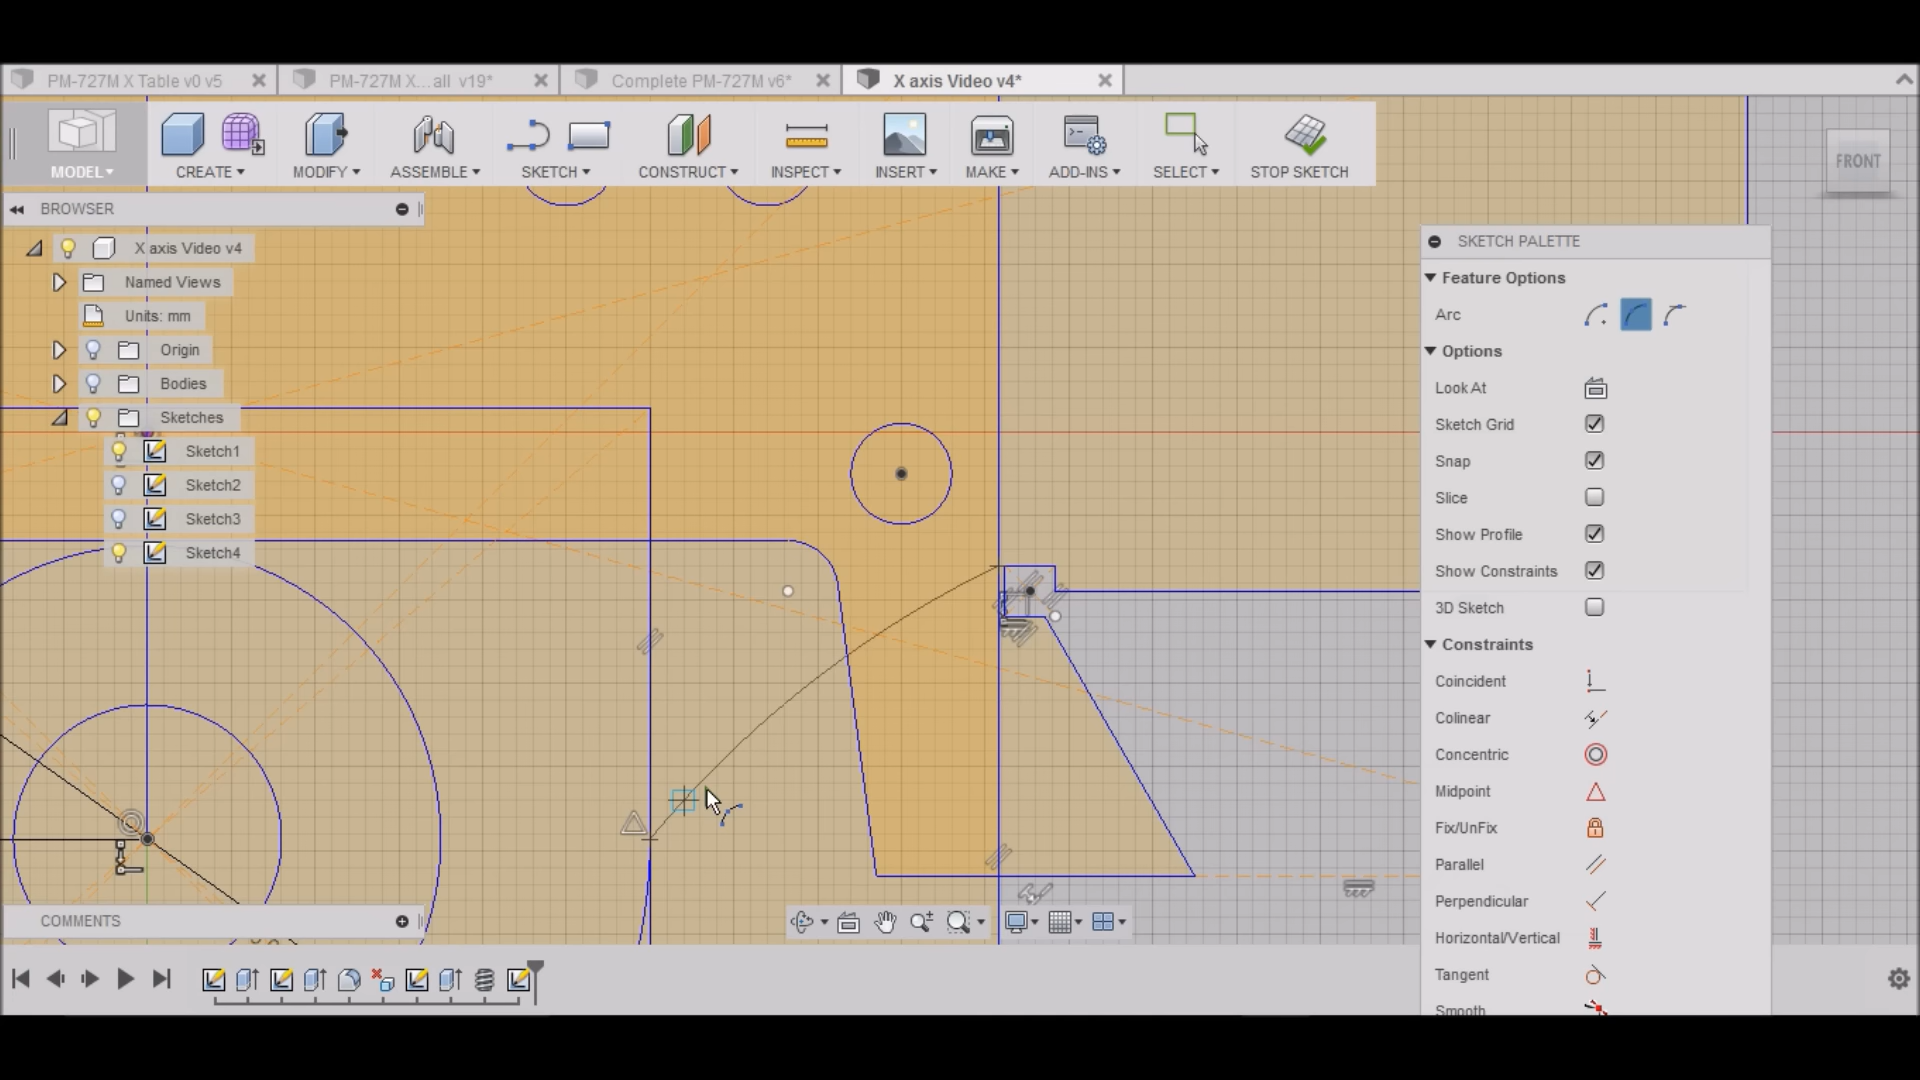 PM-727M X Table v0 v5
PM-727M X...all v19*
Complete PM-727M v6*
X axis Video v4*
MODEL
CREATE
MODIFY
ASSEMBLE
SKETCH
CONSTRUCT
INSPECT
INSERT
MAKE
ADD-INS
SELECT
STOP SKETCH
FRONT
BROWSER
X axis Video v4
Named Views
Units: mm
Origin
Bodies
Sketches
Sketch1
Sketch2
Sketch3
Sketch4
COMMENTS
SKETCH PALETTE
Feature Options
Arc
Options
Look At
Sketch Grid
Snap
Slice
Show Profile
Show Constraints
3D Sketch
Constraints
Coincident
Colinear
Concentric
Midpoint
Fix/UnFix
Parallel
Perpendicular
Horizontal/Vertical
Tangent
Smooth